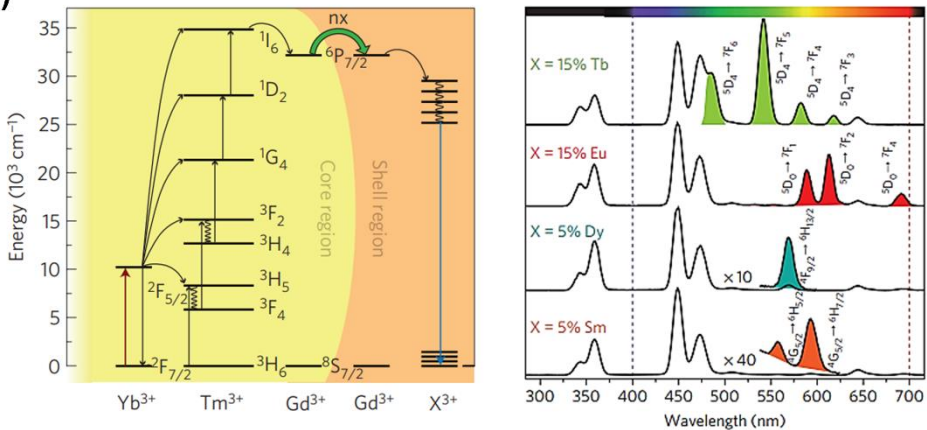 )
nx
35
30
25
20
15
10
5
0
Energy (10³ cm⁻¹)
¹I₆
⁶P₇/₂
¹D₂
¹G₄
³F₂
³H₄
³H₅
²F₅/₂
³F₄
²F₇/₂
³H₆
⁸S₇/₂
Core region
Shell region
Yb³⁺ Tm³⁺ Gd³⁺ Gd³⁺ X³⁺
X = 15% Tb
⁵D₄→⁷F₆
⁵D₄→⁷F₅
⁵D₄→⁷F₄
⁵D₄→⁷F₃
X = 15% Eu
⁵D₀→⁷F₁
⁵D₀→⁷F₂
⁵D₀→⁷F₄
X = 5% Dy
×10
⁴F₉/₂→⁶H₁₃/₂
X = 5% Sm
×40
⁴G₅/₂→⁶H₅/₂
⁴G₅/₂→⁶H₇/₂
300 350 400 450 500 550 600 650 700
Wavelength (nm)